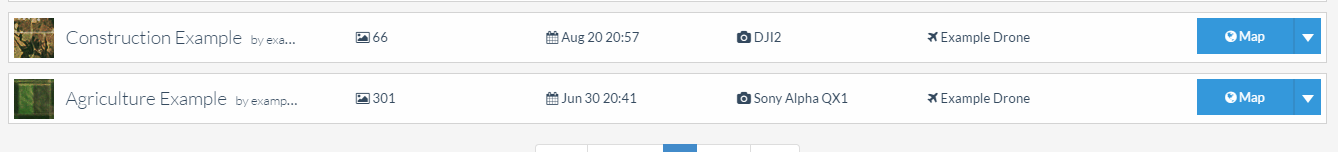 Construction Example by exa... 66 Aug 20 20:57 DJI2 Example Drone Map
Agriculture Example by examp... 301 Jun 30 20:41 Sony Alpha QX1 Example Drone Map